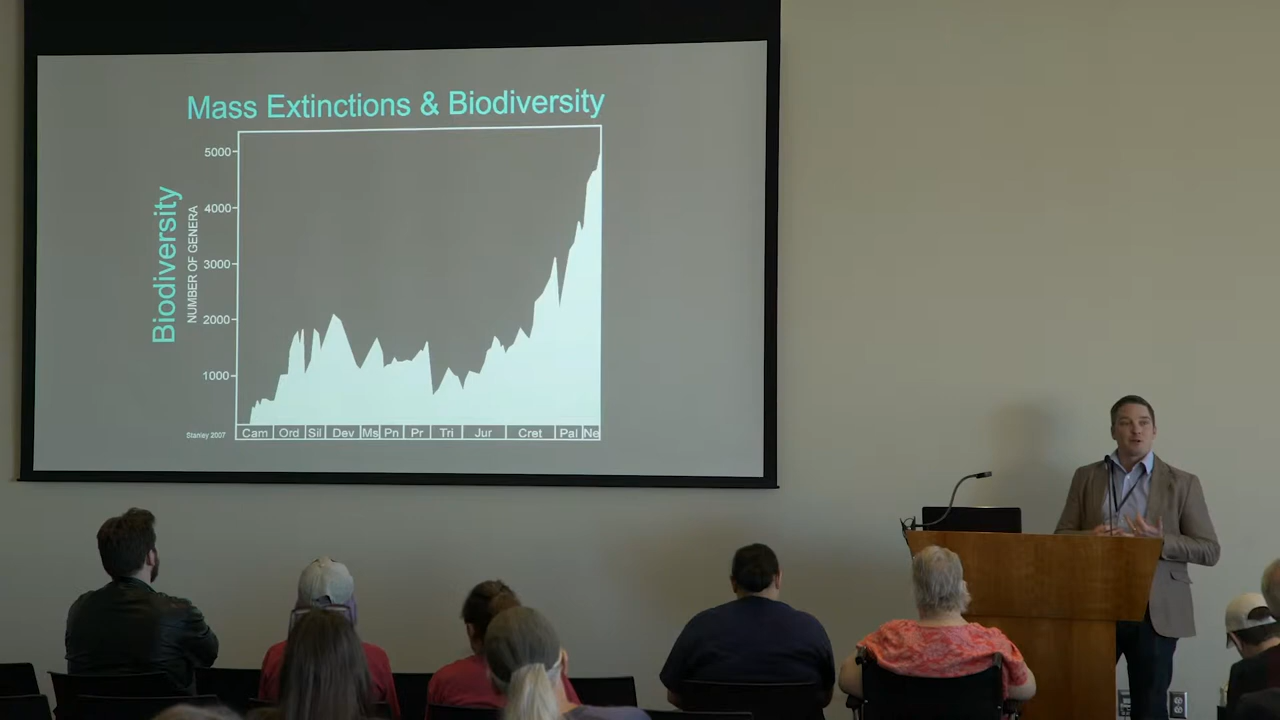 Mass Extinctions & Biodiversity
Biodiversity
NUMBER OF GENERA
5000
4000
3000
2000
1000
Cam Ord Sil Dev Ms Pn Pr Tri Jur Cret Pal Ne
Stanley 2007